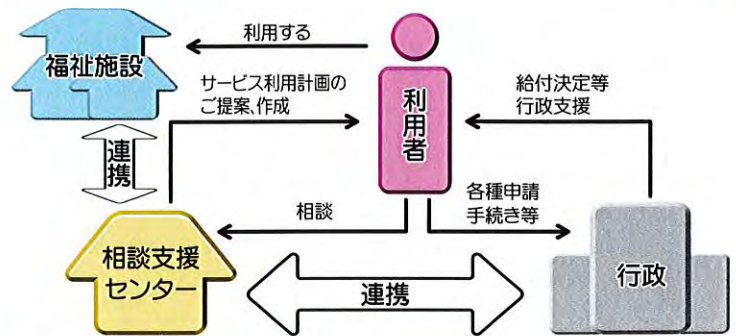 利用する
福祉施設
サービス利用計画の
ご提案、作成
利用者
給付決定等
行政支援
連携
相談
各種申請
手続き等
相談支援
センター
連携
行政